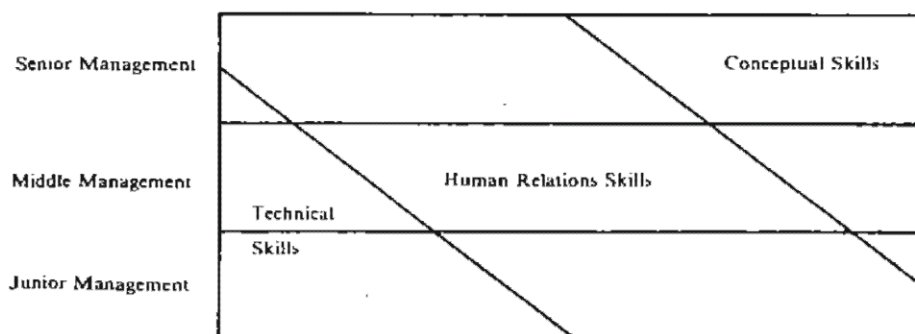 Senior Management
Conceptual Skills
Middle Management
Human Relations Skills
Technical
Skills
Junior Management